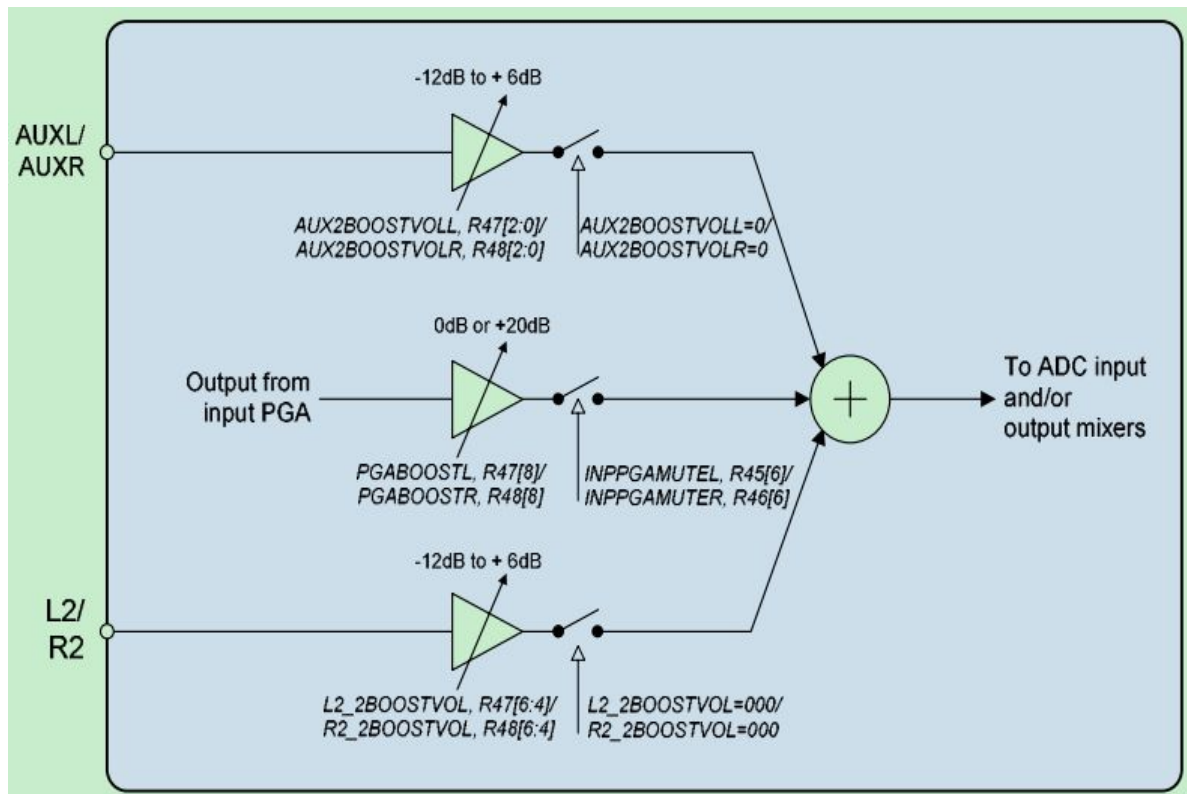 -12dB to + 6dB
AUXL/
AUXR
AUX2BOOSTVOLL, R47[2:0]/
AUX2BOOSTVOLR, R48[2:0]
AUX2BOOSTVOLL=0/
AUX2BOOSTVOLR=0
0dB or +20dB
Output from
input PGA
+
To ADC input
and/or
output mixers
PGABOOSTL, R47[8]/
PGABOOSTR, R48[8]
INPPGAMUTEL, R45[6]/
INPPGAMUTER, R46[6]
-12dB to + 6dB
L2/
R2
L2_2BOOSTVOL, R47[6:4]/
R2_2BOOSTVOL, R48[6:4]
L2_2BOOSTVOL=000/
R2_2BOOSTVOL=000